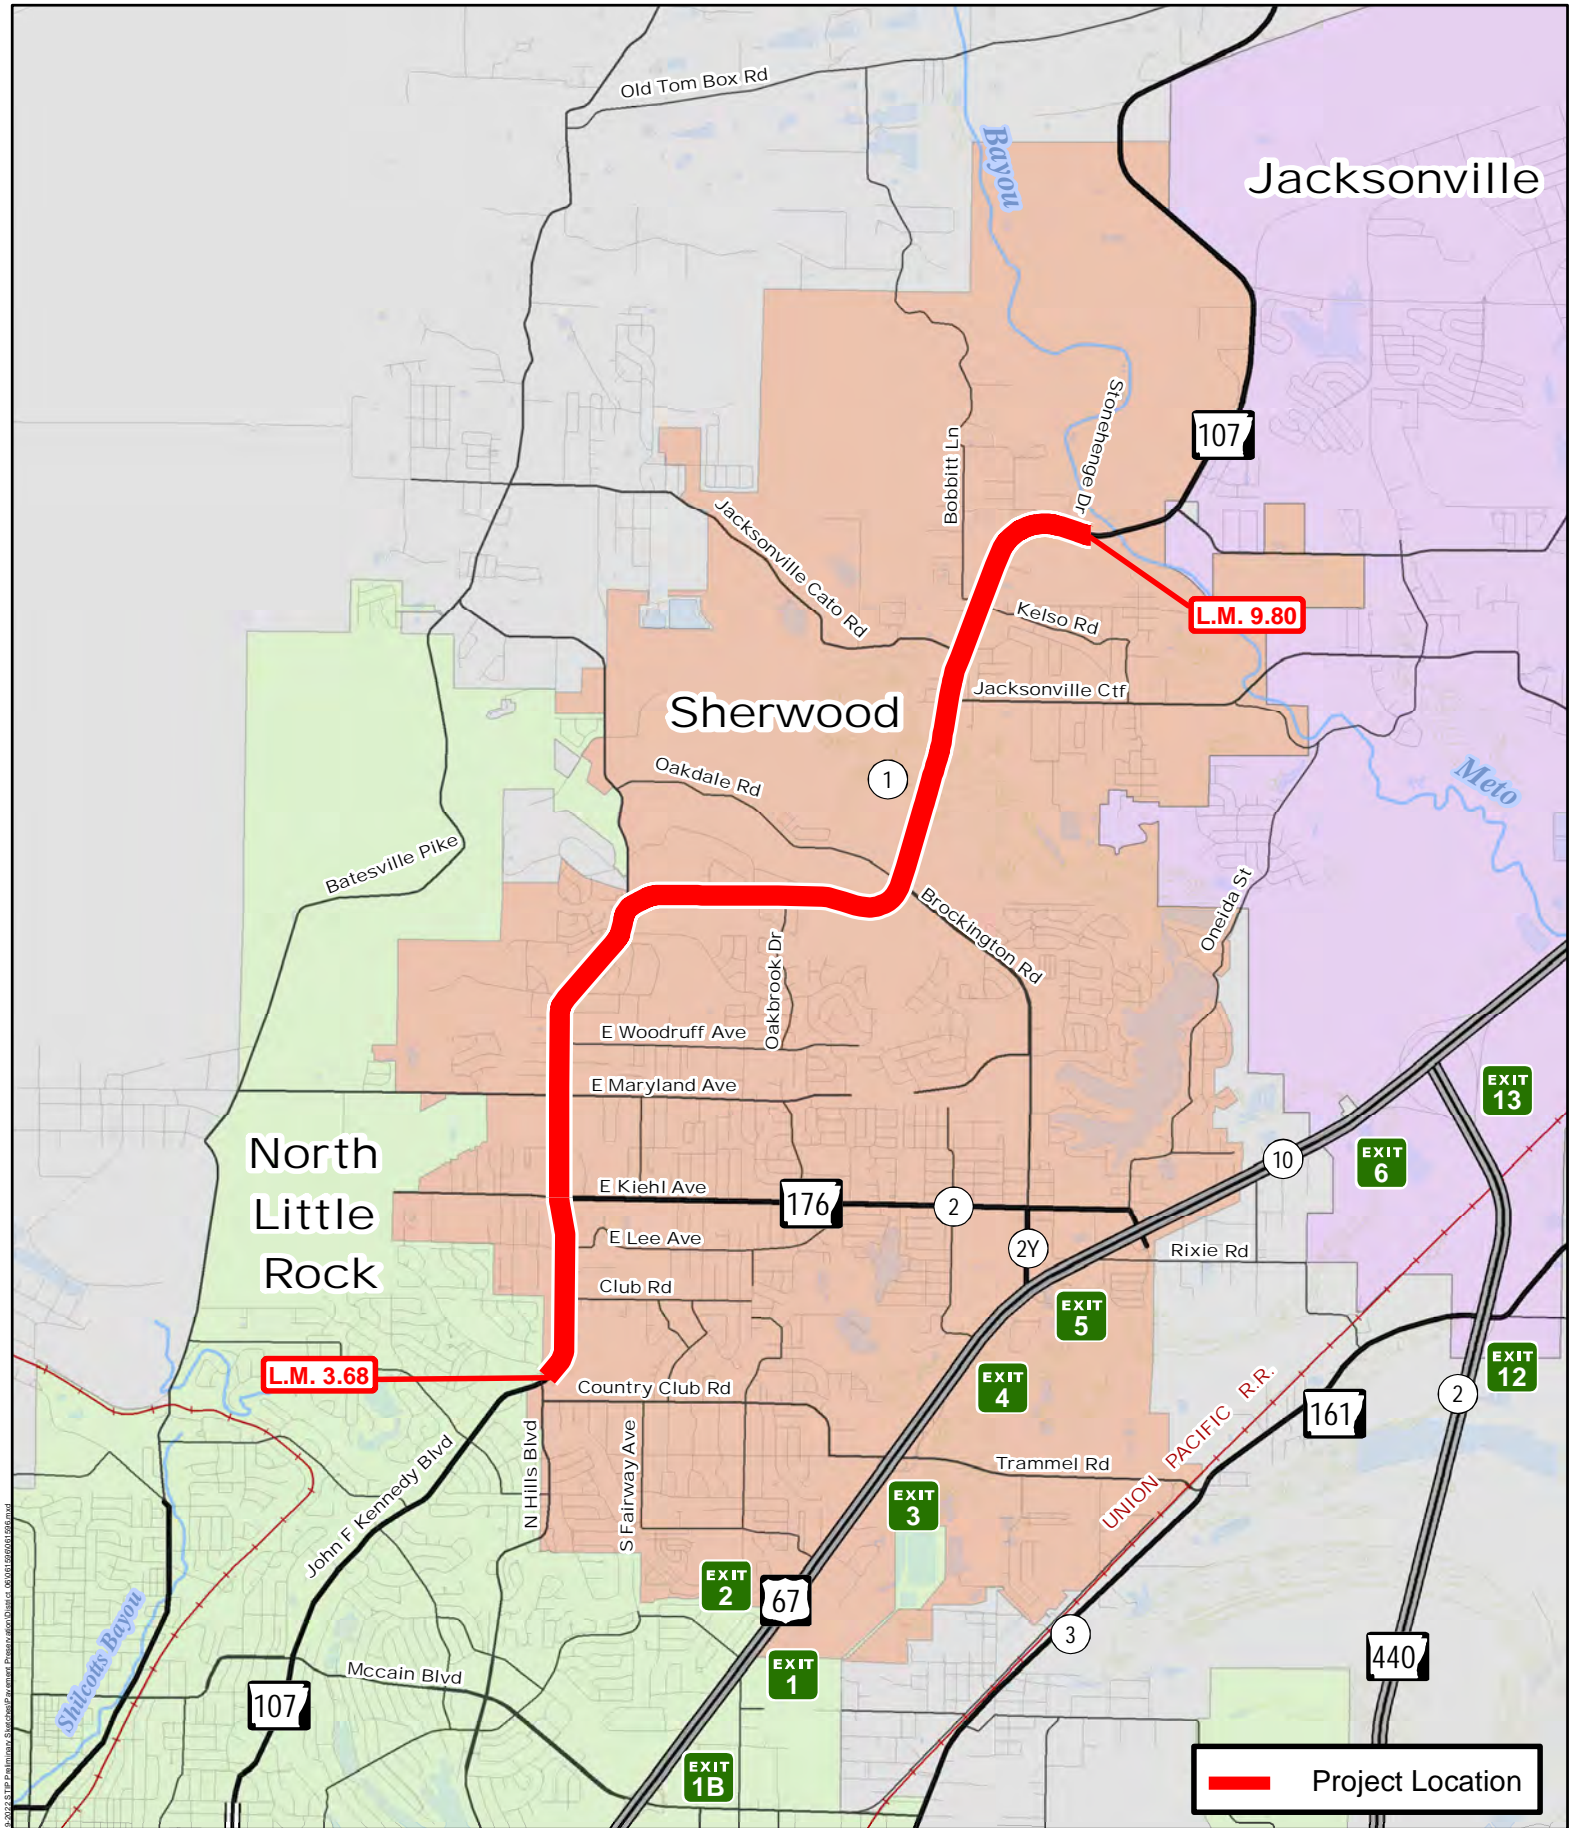 Old Tom Box Rd
Bayou
Jacksonville
Stonehenge Dr
107
Bobbitt Ln
Jacksonville Cato Rd
Kelso Rd
L.M. 9.80
Jacksonville Ctf
Sherwood
1
Oakdale Rd
Meto
Batesville Pike
Brockington Rd
Oneida St
Oakbrook Dr
E Woodruff Ave
E Maryland Ave
EXIT
13
North
Little
Rock
10
EXIT
6
E Kiehl Ave
176
2
2Y
E Lee Ave
Rixie Rd
Club Rd
EXIT
5
L.M. 3.68
Country Club Rd
EXIT
4
EXIT
12
2
161
UNION PACIFIC R.R.
John F Kennedy Blvd
N Hills Blvd
S Fairway Ave
Trammel Rd
EXIT
3
EXIT
2
67
3
Shilcotts Bayou
Mccain Blvd
107
EXIT
1
440
EXIT
1B
Project Location